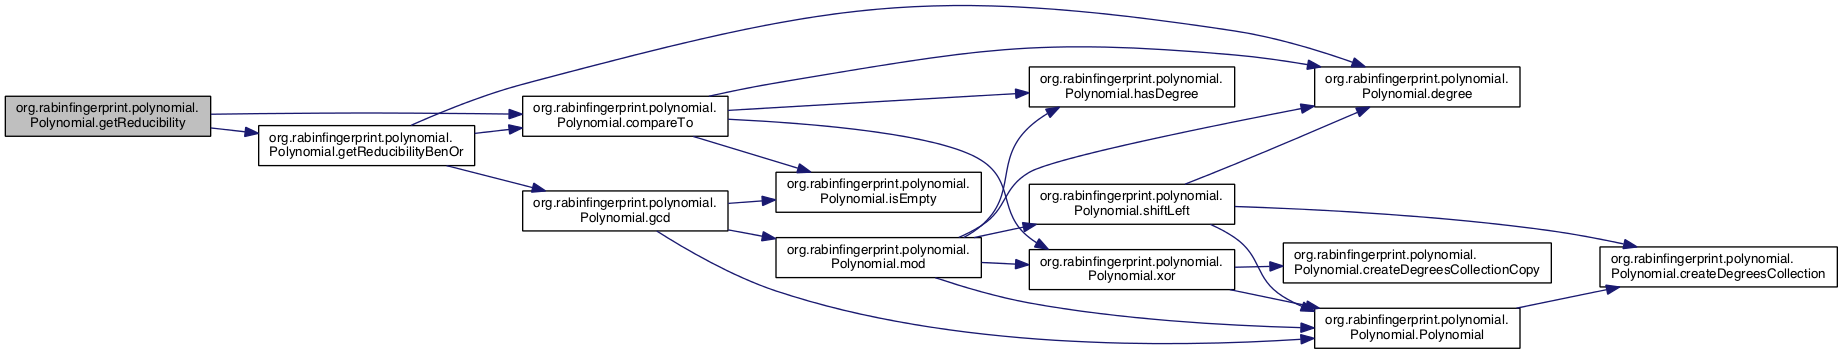 org.rabinfingerprint.polynomial.
Polynomial.getReducibility
org.rabinfingerprint.polynomial.
Polynomial.getReducibilityBenOr
org.rabinfingerprint.polynomial.
Polynomial.compareTo
org.rabinfingerprint.polynomial.
Polynomial.gcd
org.rabinfingerprint.polynomial.
Polynomial.isEmpty
org.rabinfingerprint.polynomial.
Polynomial.mod
org.rabinfingerprint.polynomial.
Polynomial.hasDegree
org.rabinfingerprint.polynomial.
Polynomial.shiftLeft
org.rabinfingerprint.polynomial.
Polynomial.xor
org.rabinfingerprint.polynomial.
Polynomial.degree
org.rabinfingerprint.polynomial.
Polynomial.createDegreesCollectionCopy
org.rabinfingerprint.polynomial.
Polynomial.Polynomial
org.rabinfingerprint.polynomial.
Polynomial.createDegreesCollection